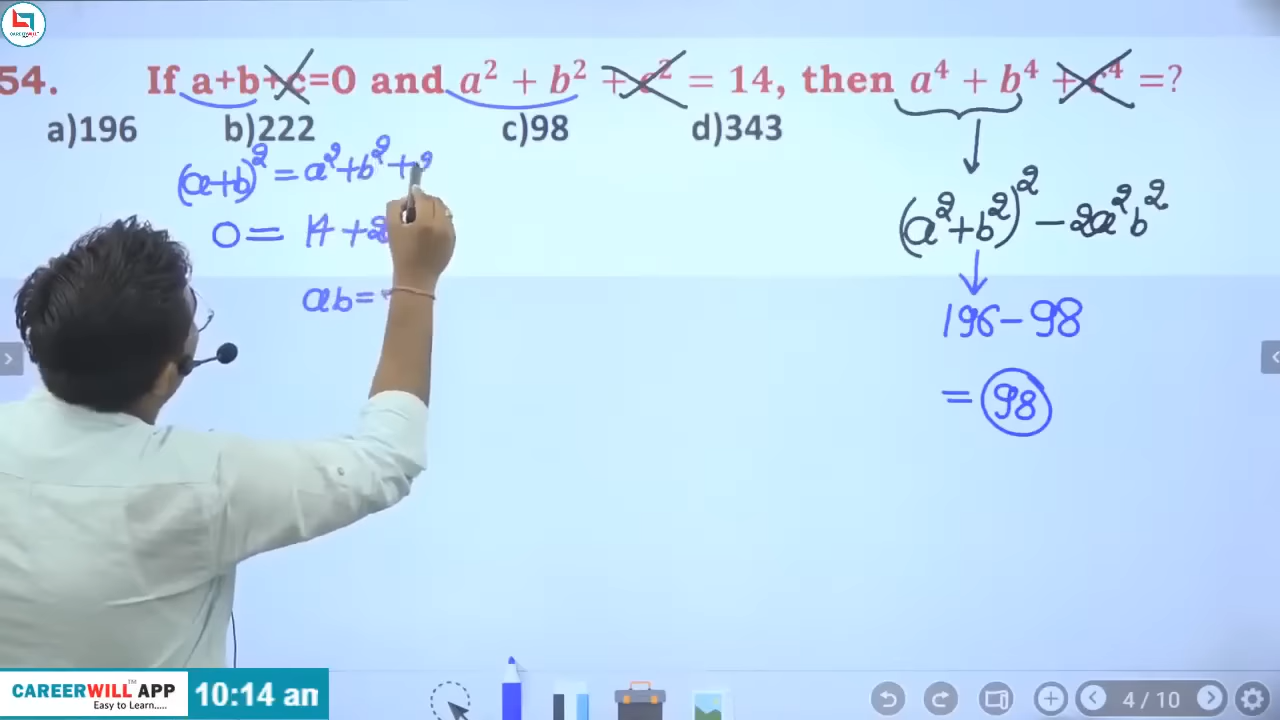 CAREERWILL
54. If a+b+c=0 and a² + b² + c² = 14, then a⁴ + b⁴ + c⁴ =?
a)196 b)222 c)98 d)343
(a+b)² = a²+b²+
(a²+b²)² - 2a²b²
0 = 14 +2
ab =
196-98
= 98
CAREERWILL™ APP
Easy to Learn.....
10:14 am
4 / 10